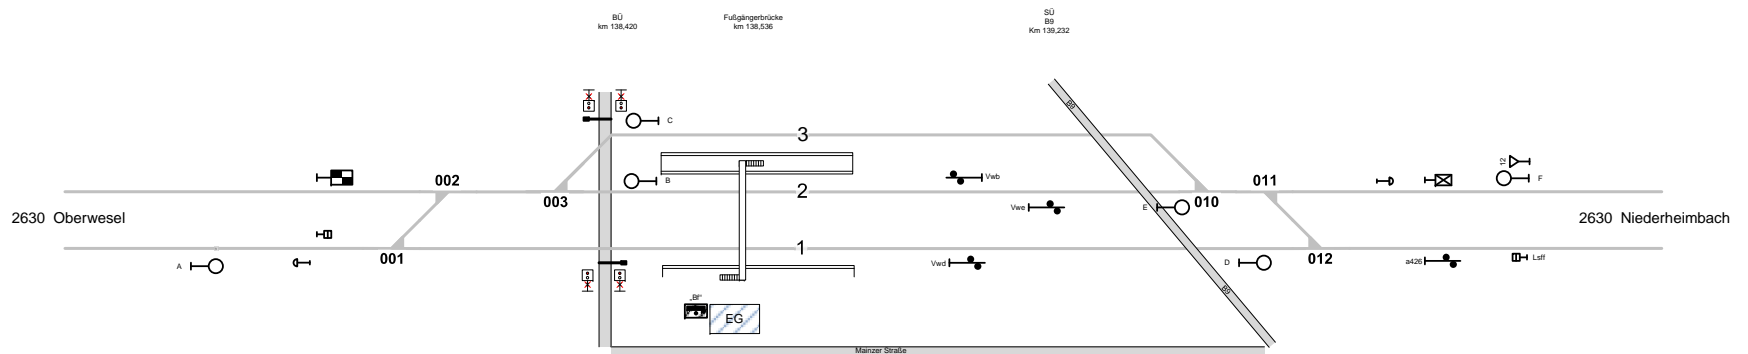 BÜ
km 138,420
Fußgängerbrücke
km 138,536
SÜ
B9
Km 139,232
B9
C
3
12
002
B
Vwb
011
F
003
2
Vwe
E
010
2630 Oberwesel
2630 Niederheimbach
1
A
001
Vwd
D
012
a426
Lsff
B9
„Bf“
EG
Mainzer Straße